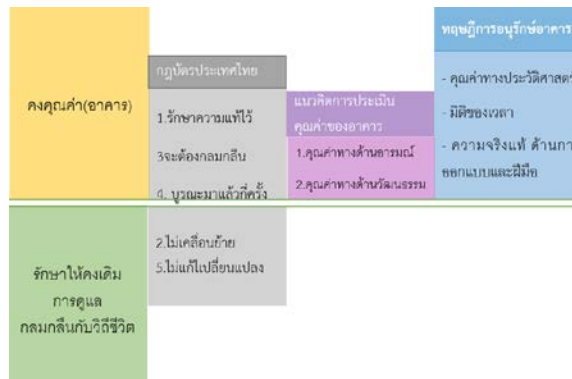 คงคุณค่า(อาคาร)
กฎบัตรประเทศไทย
1.รักษาความแท้ไว้
3จะต้องกลมกลืน
4. บูรณะมาแล้วกี่ครั้ง
แนวคิดการประเมิน
คุณค่าของอาคาร
1.คุณค่าทางด้านอารมณ์
2.คุณค่าทางด้านวัฒนธรรม
ทฤษฎีการอนุรักษ์อาคาร
- คุณค่าทางประวัติศาสตร
- มิติของเวลา
- ความจริงแท้ ด้านกา
ออกแบบและฝีมือ
รักษาให้คงเดิม
การดูแล
กลมกลืนกับวิถีชีวิต
2.ไม่เคลื่อนย้าย
5.ไม่แก้ไปลี่ยนแปลง